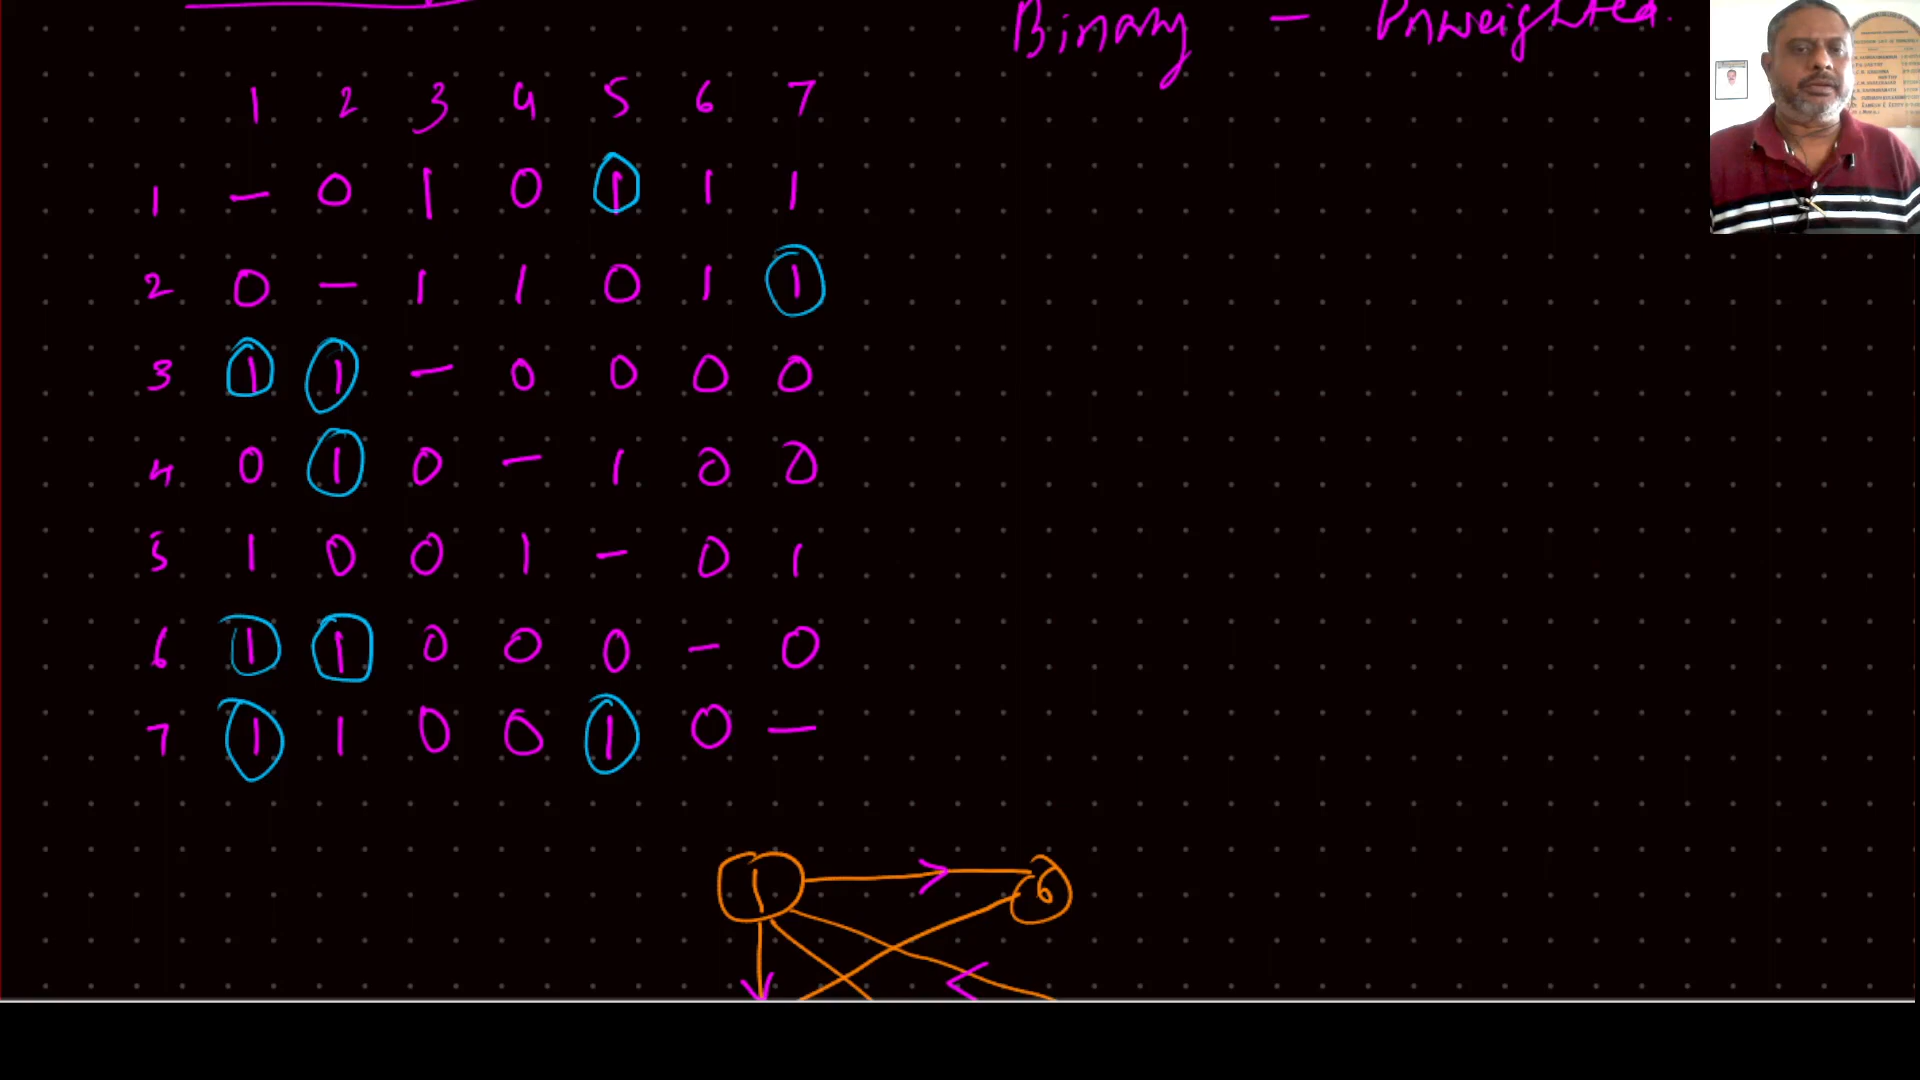 Binary - Unweighted.
1 2 3 4 5 6 7
1 - 0 1 0 1 1 1
2 0 - 1 1 0 1 1
3 1 1 - 0 0 0 0
4 0 1 0 - 1 0 0
5 1 0 0 1 - 0 1
6 1 1 0 0 0 - 0
7 1 1 0 0 1 0 -
1 6